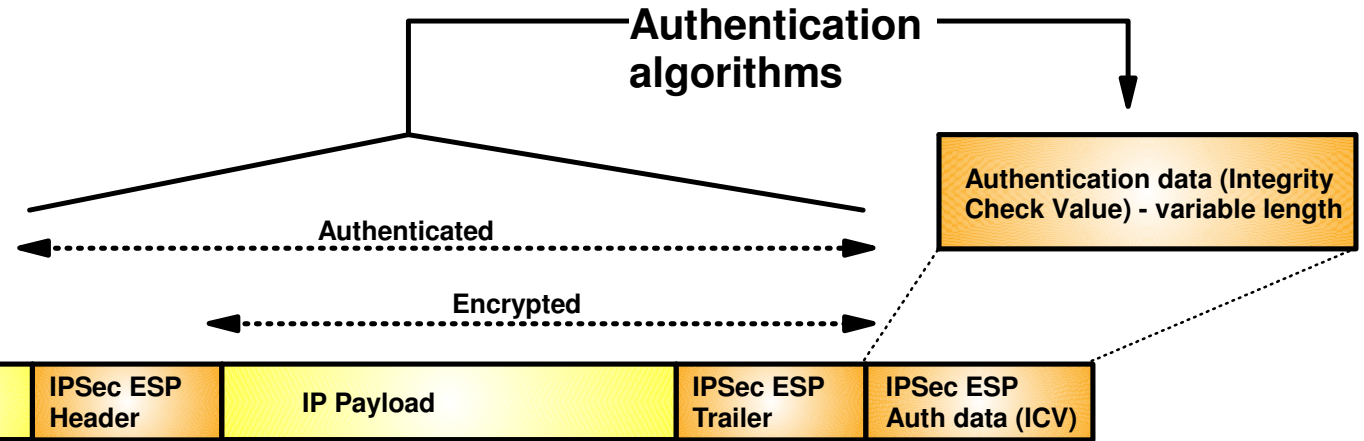 Authentication
algorithms
Authentication data (Integrity
Check Value) - variable length
Authenticated
Encrypted
IPSec ESP
Header
IP Payload
IPSec ESP
Trailer
IPSec ESP
Auth data (ICV)